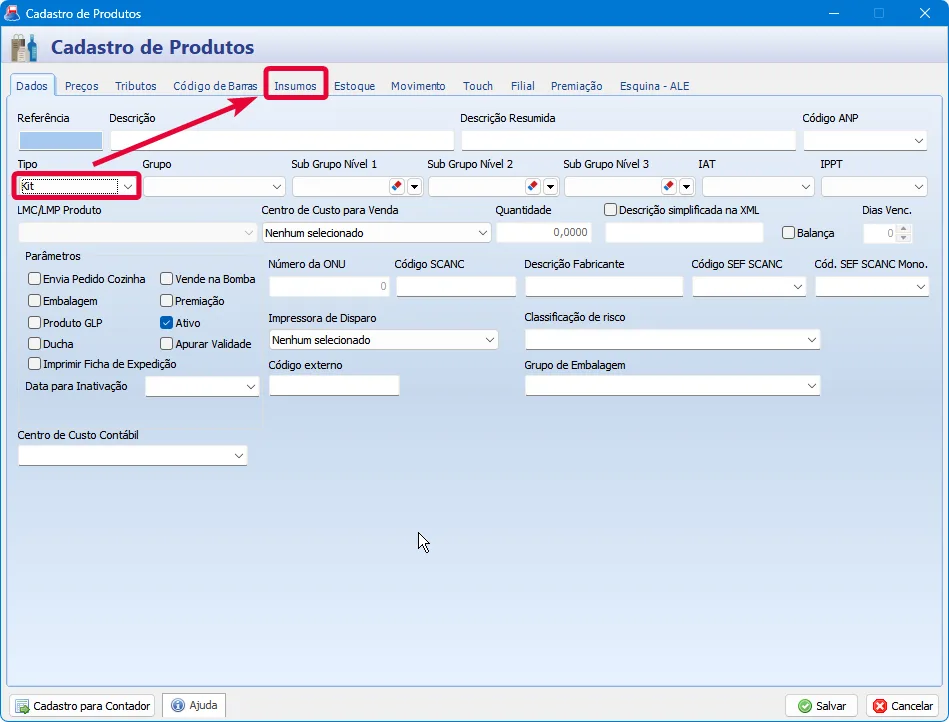 Cadastro de Produtos
Cadastro de Produtos
Dados Preços Tributos Código de Barras Insumos Estoque Movimento Touch Filial Premiação Esquina - ALE
Referência Descrição Descrição Resumida Código ANP
Tipo Grupo Sub Grupo Nível 1 Sub Grupo Nível 2 Sub Grupo Nível 3 IAT IPPT
Kit
LMC/LMP Produto Centro de Custo para Venda Quantidade Descrição simplificada na XML Dias Venc.
Nenhum selecionado 0,0000 Balança 0
Parâmetros
Número da ONU Código SCANC Descrição Fabricante Código SEF SCANC Cód. SEF SCANC Mono.
Envia Pedido Cozinha Vende na Bomba
0
Embalagem Premiação
Impressora de Disparo Classificação de risco
Produto GLP Ativo
Nenhum selecionado
Ducha Apurar Validade
Imprimir Ficha de Expedição
Código externo Grupo de Embalagem
Data para Inativação
Centro de Custo Contábil
Cadastro para Contador Ajuda Salvar Cancelar